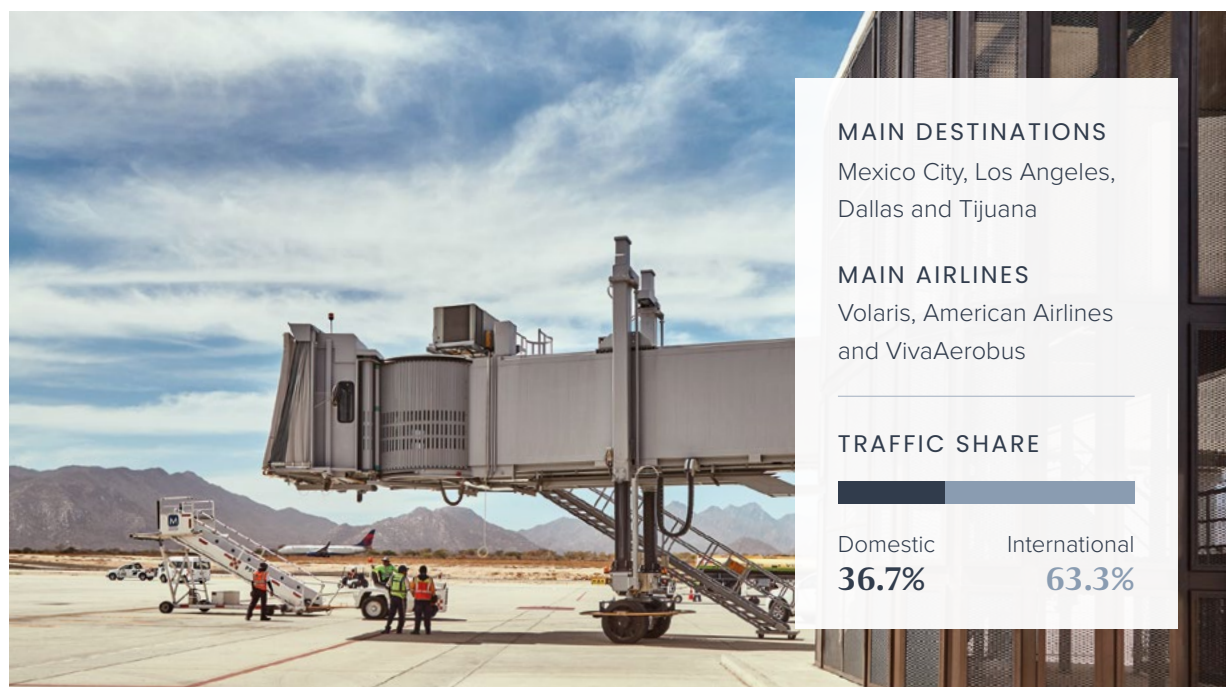 MAIN DESTINATIONS
Mexico City, Los Angeles,
Dallas and Tijuana
MAIN AIRLINES
Volaris, American Airlines
and VivaAerobus
TRAFFIC SHARE
Domestic
International
36.7%
63.3%
M